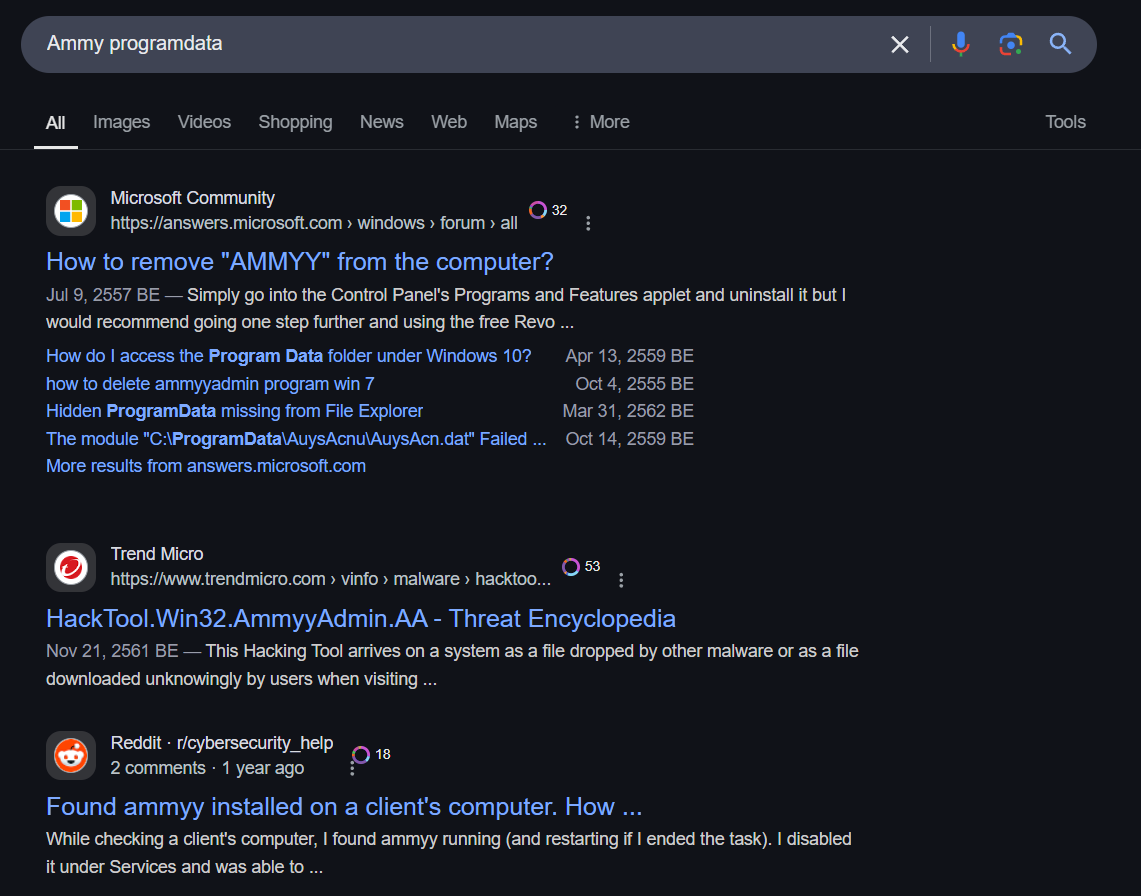 Ammy programdata
All Images Videos Shopping News Web Maps More Tools
Microsoft Community
https://answers.microsoft.com › windows › forum › all 32
How to remove "AMMYY" from the computer?
Jul 9, 2557 BE — Simply go into the Control Panel's Programs and Features applet and uninstall it but I
would recommend going one step further and using the free Revo ...
How do I access the Program Data folder under Windows 10? Apr 13, 2559 BE
how to delete ammyyadmin program win 7 Oct 4, 2555 BE
Hidden ProgramData missing from File Explorer Mar 31, 2562 BE
The module "C:\ProgramData\AuysAcnu\AuysAcn.dat" Failed ... Oct 14, 2559 BE
More results from answers.microsoft.com
Trend Micro
https://www.trendmicro.com › vinfo › malware › hacktoo... 53
HackTool.Win32.AmmyyAdmin.AA - Threat Encyclopedia
Nov 21, 2561 BE — This Hacking Tool arrives on a system as a file dropped by other malware or as a file
downloaded unknowingly by users when visiting ...
Reddit · r/cybersecurity_help 18
2 comments · 1 year ago
Found ammyy installed on a client's computer. How ...
While checking a client's computer, I found ammyy running (and restarting if I ended the task). I disabled
it under Services and was able to ...